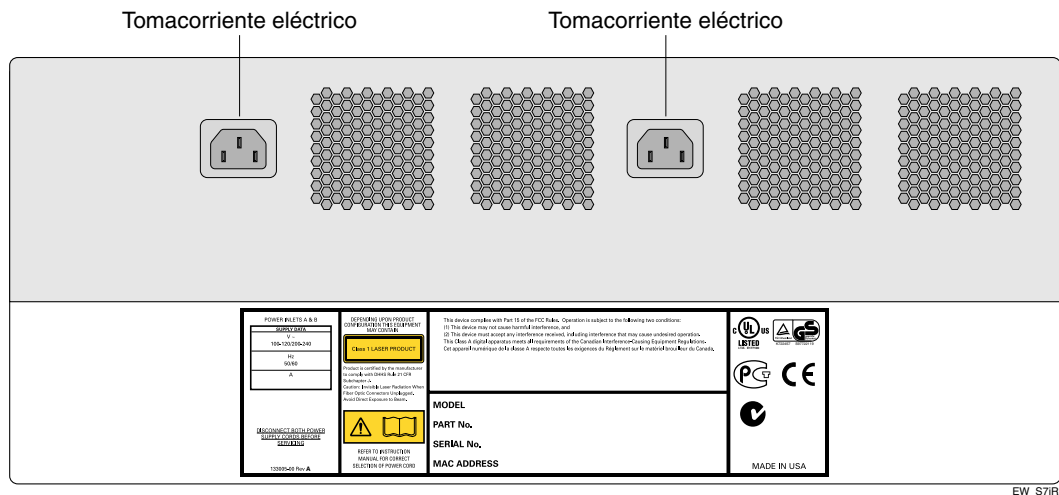 Tomacorriente eléctrico
Tomacorriente eléctrico
POWER INLETS A & B
SUPPLY DATA
V ~
100-120/200-240
Hz
50/60
A
DISCONNECT BOTH POWER
SUPPLY CORDS BEFORE
SERVICING
133005-00 Rev A
DEPENDING UPON PRODUCT
CONFIGURATION THIS EQUIPMENT
MAY CONTAIN
Class 1 LASER PRODUCT
Product is certified by the manufacturer
to comply with DHHS Rule 21 CFR
Subchapter J.
Caution: Invisible Laser Radiation When
Fiber Optic Connectors Unplugged.
Avoid Direct Exposure to Beam.
REFER TO INSTRUCTION
MANUAL FOR CORRECT
SELECTION OF POWER CORD
This device complies with Part 15 of the FCC Rules. Operation is subject to the following two conditions:
(1) This device may not cause harmful interference, and
(2) This device must accept any interference received, including interference that may cause undesired operation.
This Class A digital apparatus meets all requirements of the Canadian Interference-Causing Equipment Regulations.
Cet appareil numérique de la classe A respecte toutes les exigences du Règlement sur le matériel brouilleur du Canada.
MODEL
PART No.
SERIAL No.
MAC ADDRESS
C UL US
LISTED
GS
CE
MADE IN USA
EW_S7iR